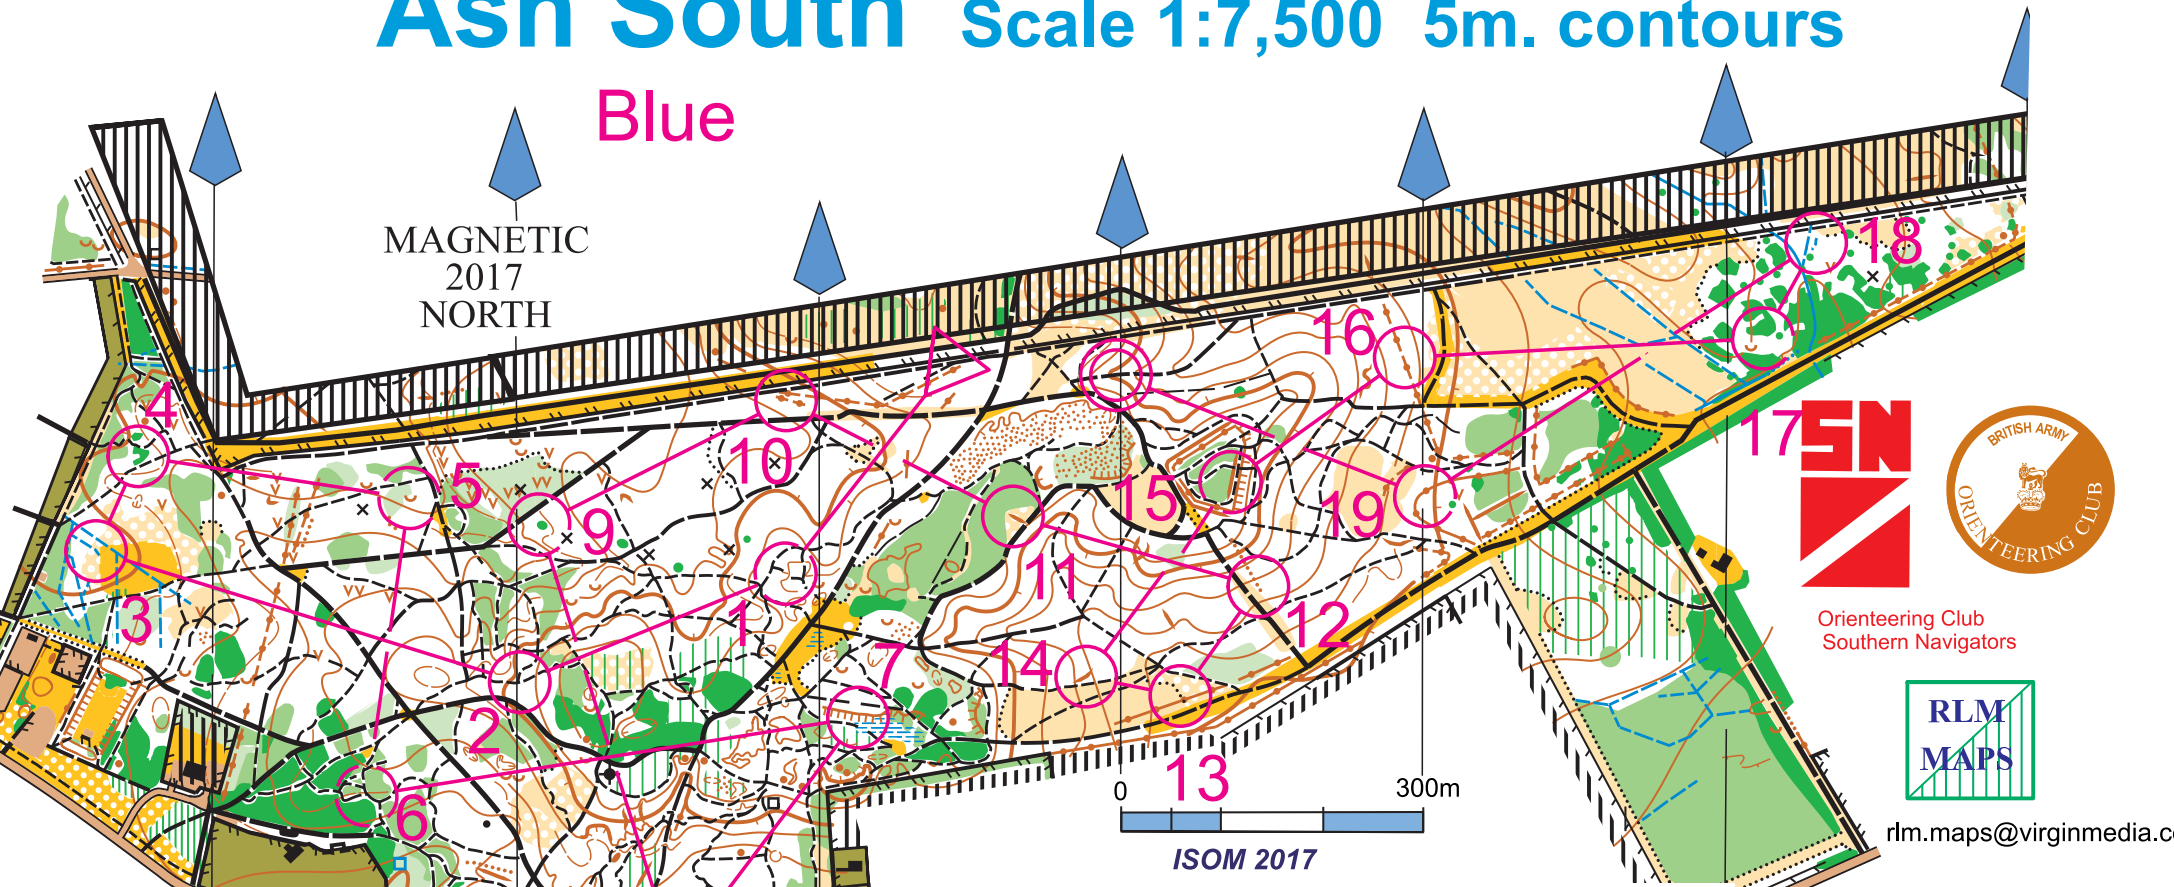 Ash South Scale 1:7,500 5m. contours
Blue
MAGNETIC
2017
NORTH
18
16
4
17
SN
BRITISH ARMY
ORIENTEERING CLUB
5
10
15
19
9
11
3
1
12
Orienteering Club
Southern Navigators
7
14
2
RLM
MAPS
13
0
300m
6
rlm.maps@virginmedia.c
ISOM 2017